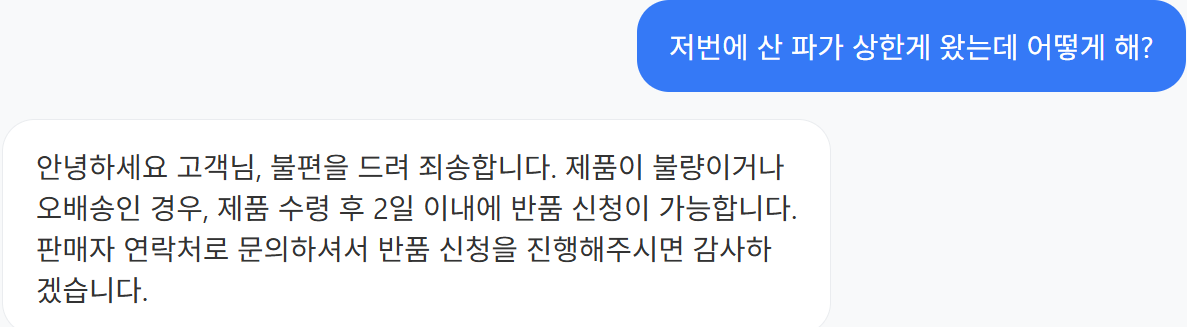 저번에 산 파가 상한게 왔는데 어떻게 해?
안녕하세요 고객님, 불편을 드려 죄송합니다. 제품이 불량이거나
오배송인 경우, 제품 수령 후 2일 이내에 반품 신청이 가능합니다.
판매자 연락처로 문의하셔서 반품 신청을 진행해주시면 감사하
겠습니다.